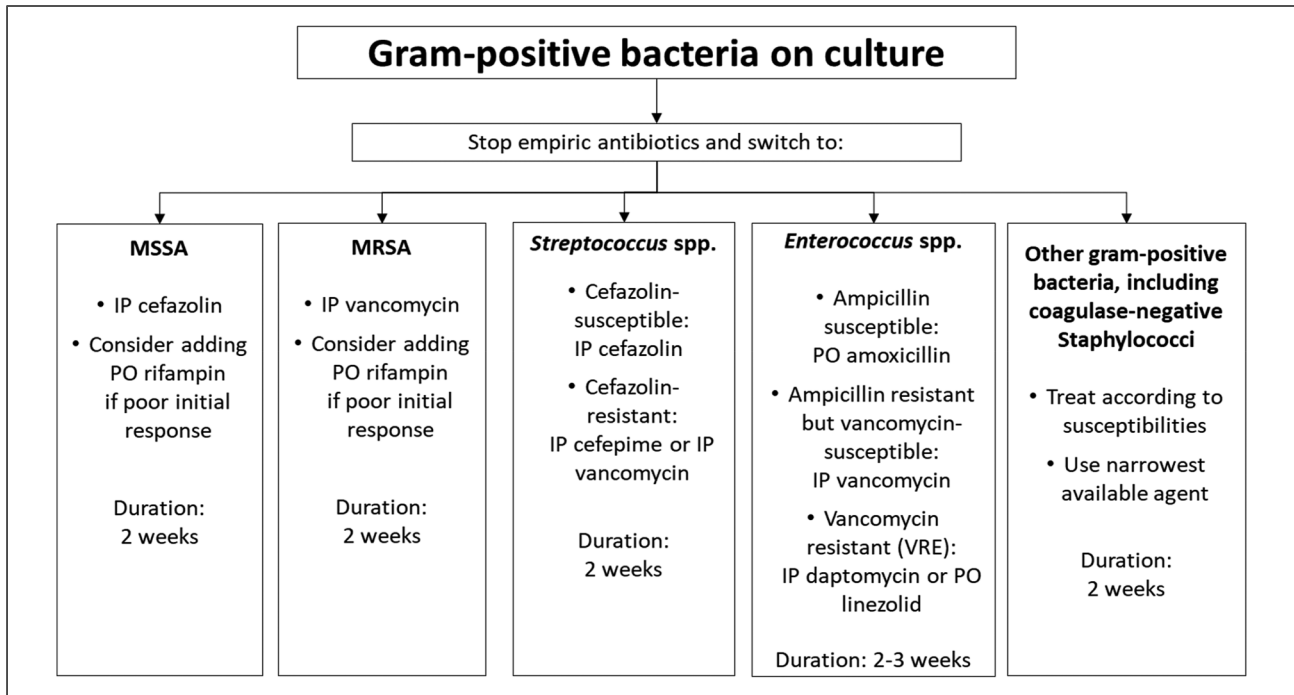 Gram-positive bacteria on culture
Stop empiric antibiotics and switch to:
MSSA
• IP cefazolin
• Consider adding
PO rifampin
if poor initial
response
Duration:
2 weeks
MRSA
• IP vancomycin
• Consider adding
PO rifampin
if poor initial
response
Duration:
2 weeks
Streptococcus spp.
• Cefazolin-
susceptible:
IP cefazolin
• Cefazolin-
resistant:
IP cefepime or IP
vancomycin
Duration:
2 weeks
Enterococcus spp.
• Ampicillin
susceptible:
PO amoxicillin
• Ampicillin resistant
but vancomycin-
susceptible:
IP vancomycin
• Vancomycin
resistant (VRE):
IP daptomycin or PO
linezolid
Duration: 2-3 weeks
Other gram-positive
bacteria, including
coagulase-negative
Staphylococci
• Treat according to
susceptibilities
• Use narrowest
available agent
Duration:
2 weeks